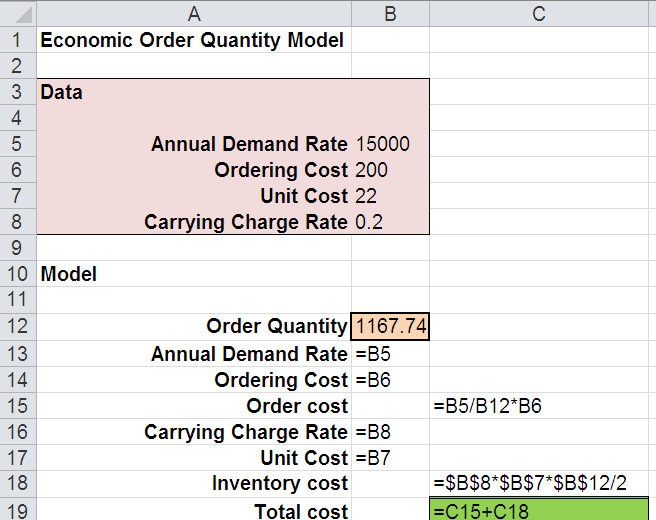 A B C
1 Economic Order Quantity Model
2
3 Data
4
5 Annual Demand Rate 15000
6 Ordering Cost 200
7 Unit Cost 22
8 Carrying Charge Rate 0.2
9
10 Model
11
12 Order Quantity 1167.74
13 Annual Demand Rate =B5
14 Ordering Cost =B6
15 Order cost =B5/B12*B6
16 Carrying Charge Rate =B8
17 Unit Cost =B7
18 Inventory cost =$B$8*$B$7*$B$12/2
19 Total cost =C15+C18